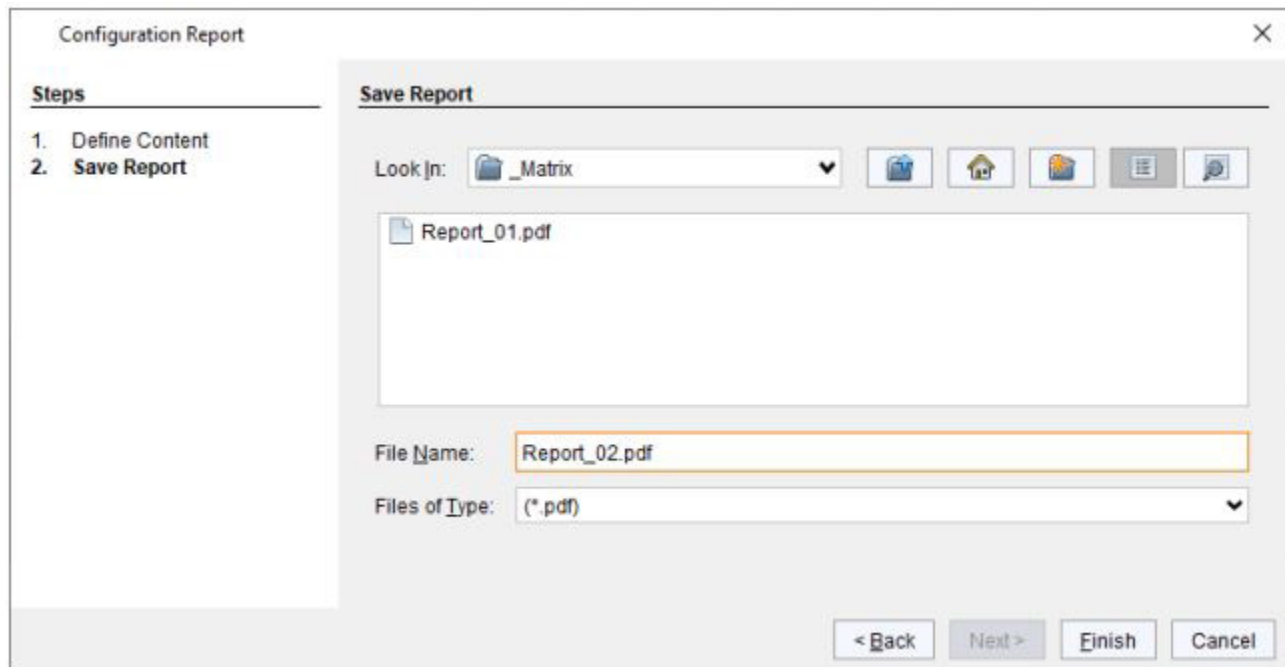 Configuration Report
Steps
1. Define Content
2. Save Report
Save Report
Look In: _Matrix
Report_01.pdf
File Name: Report_02.pdf
Files of Type: (*.pdf)
< Back Next > Finish Cancel